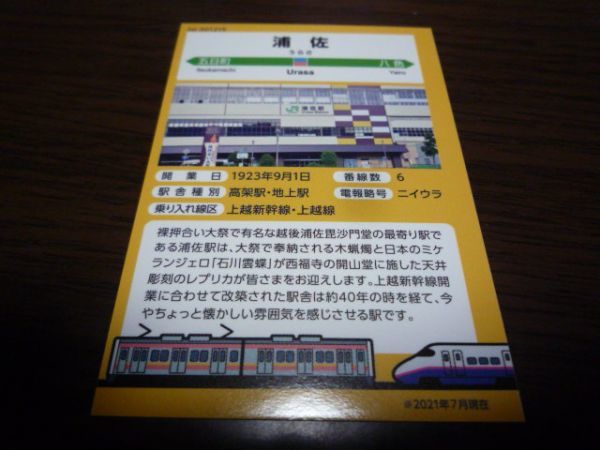 浦佐
うらさ
五日町
八色
Itsukamachi
Urasa
Yairo
浦佐駅
開業日 1923年9月1日 番線数 6
駅舎種別 高架駅・地上駅 電報略号 ニイウラ
乗り入れ線区 上越新幹線・上越線
裸押合い大祭で有名な越後浦佐毘沙門堂の最寄り駅で
ある浦佐駅は、大祭で奉納される木蝋燭と日本のミケ
ランジェロ「石川雲蝶」が西福寺の開山堂に施した天井
彫刻のレプリカが皆さまをお迎えします。上越新幹線開
業に合わせて改築された駅舎は約40年の時を経て、今
やちょっと懐かしい雰囲気を感じさせる駅です。
※2021年7月現在